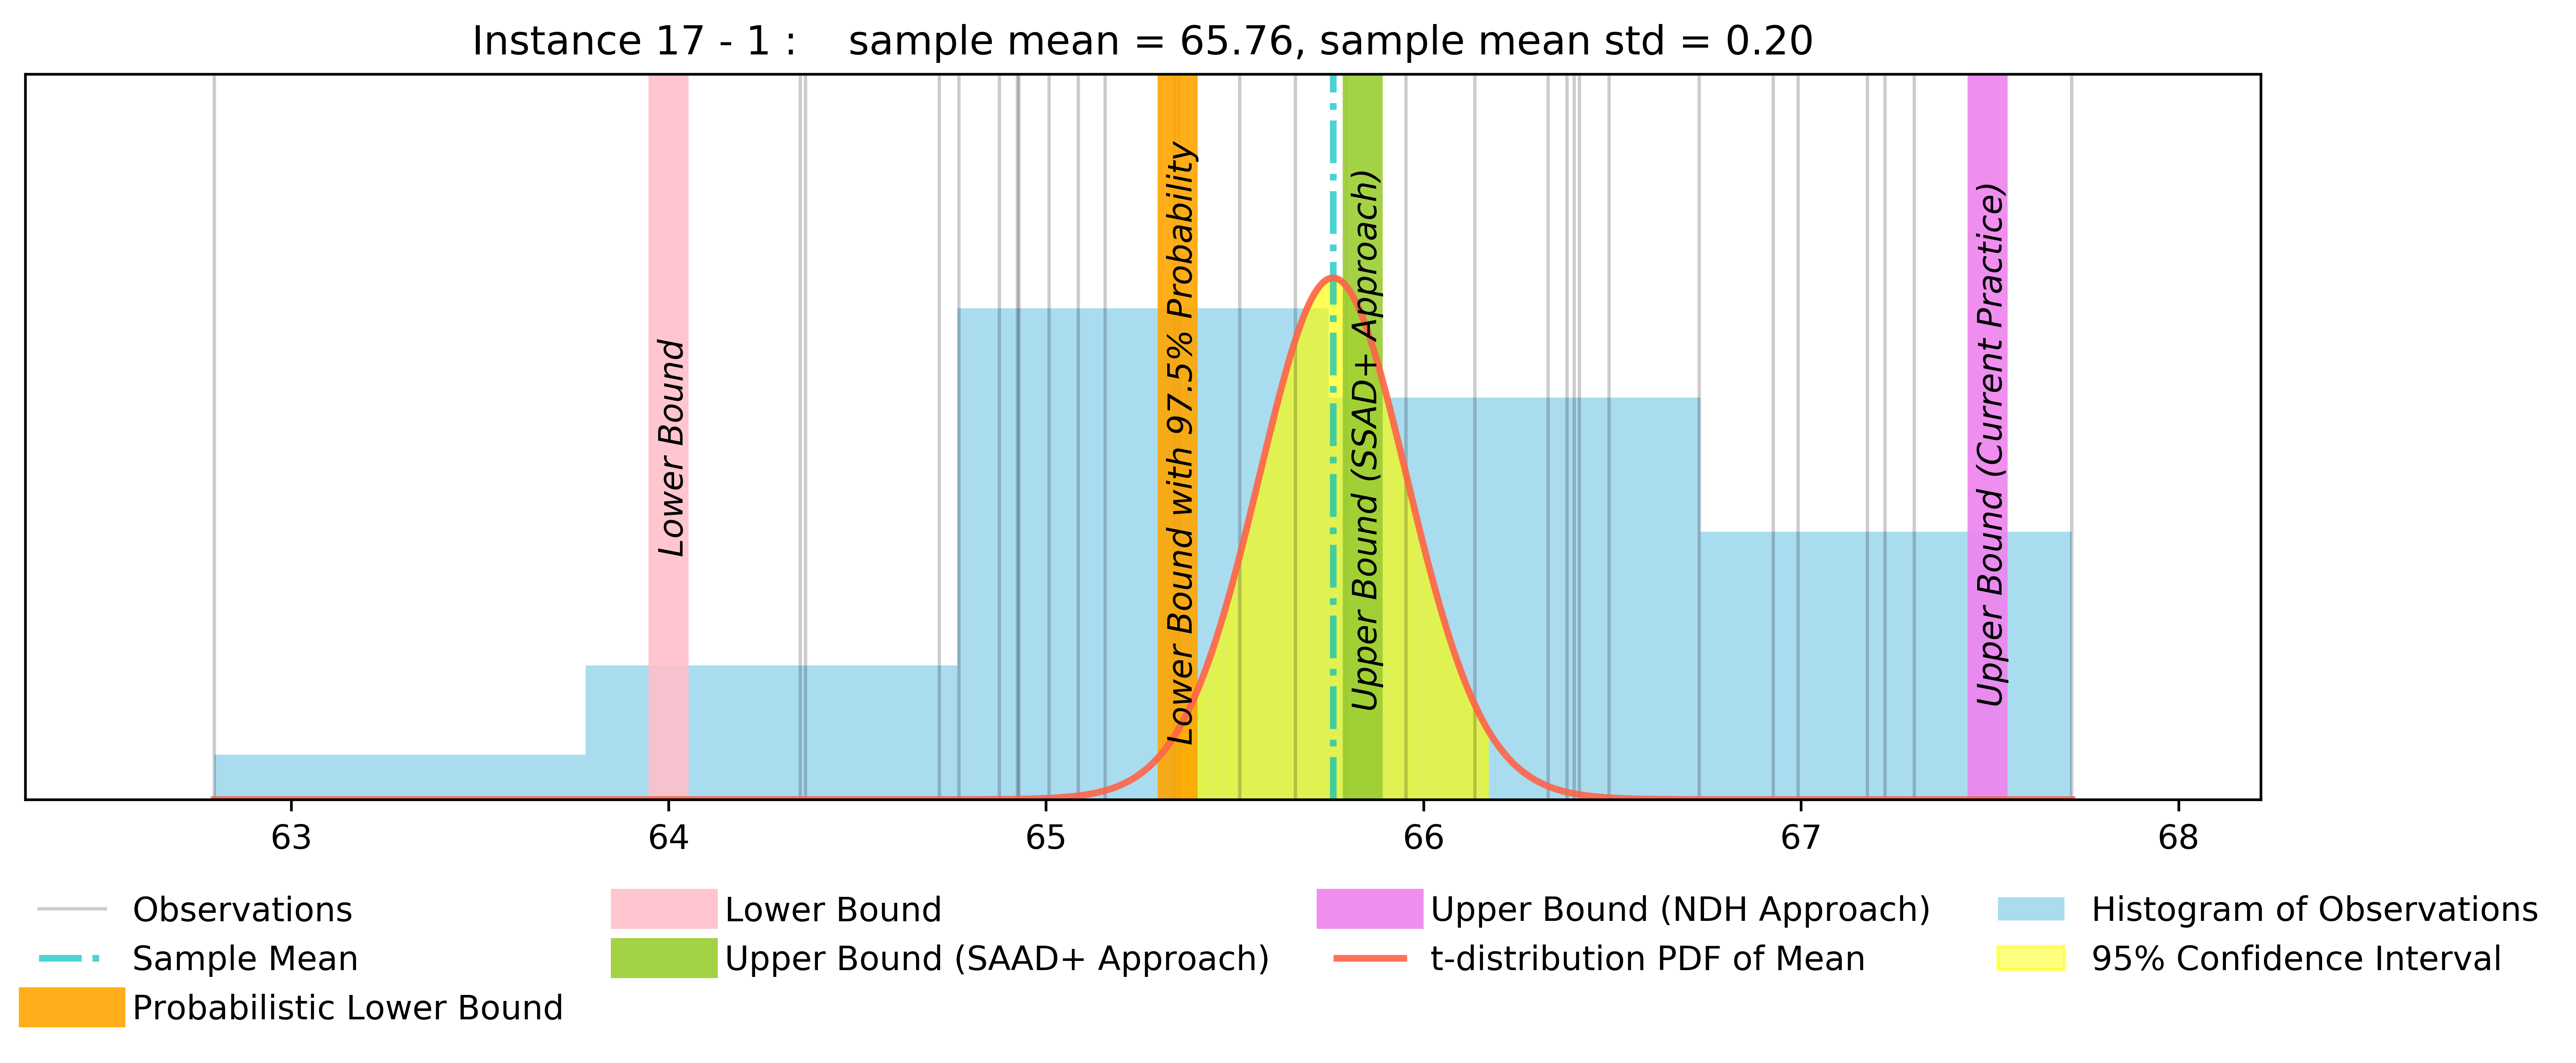 Instance 17 - 1 :    sample mean = 65.76, sample mean std = 0.20
Lower Bound
Lower Bound with 97.5% Probability
Upper Bound (SSAD+ Approach)
Upper Bound (Current Practice)
63 64 65 66 67 68
Observations
Sample Mean
Probabilistic Lower Bound
Lower Bound
Upper Bound (SAAD+ Approach)
Upper Bound (NDH Approach)
t-distribution PDF of Mean
Histogram of Observations
95% Confidence Interval